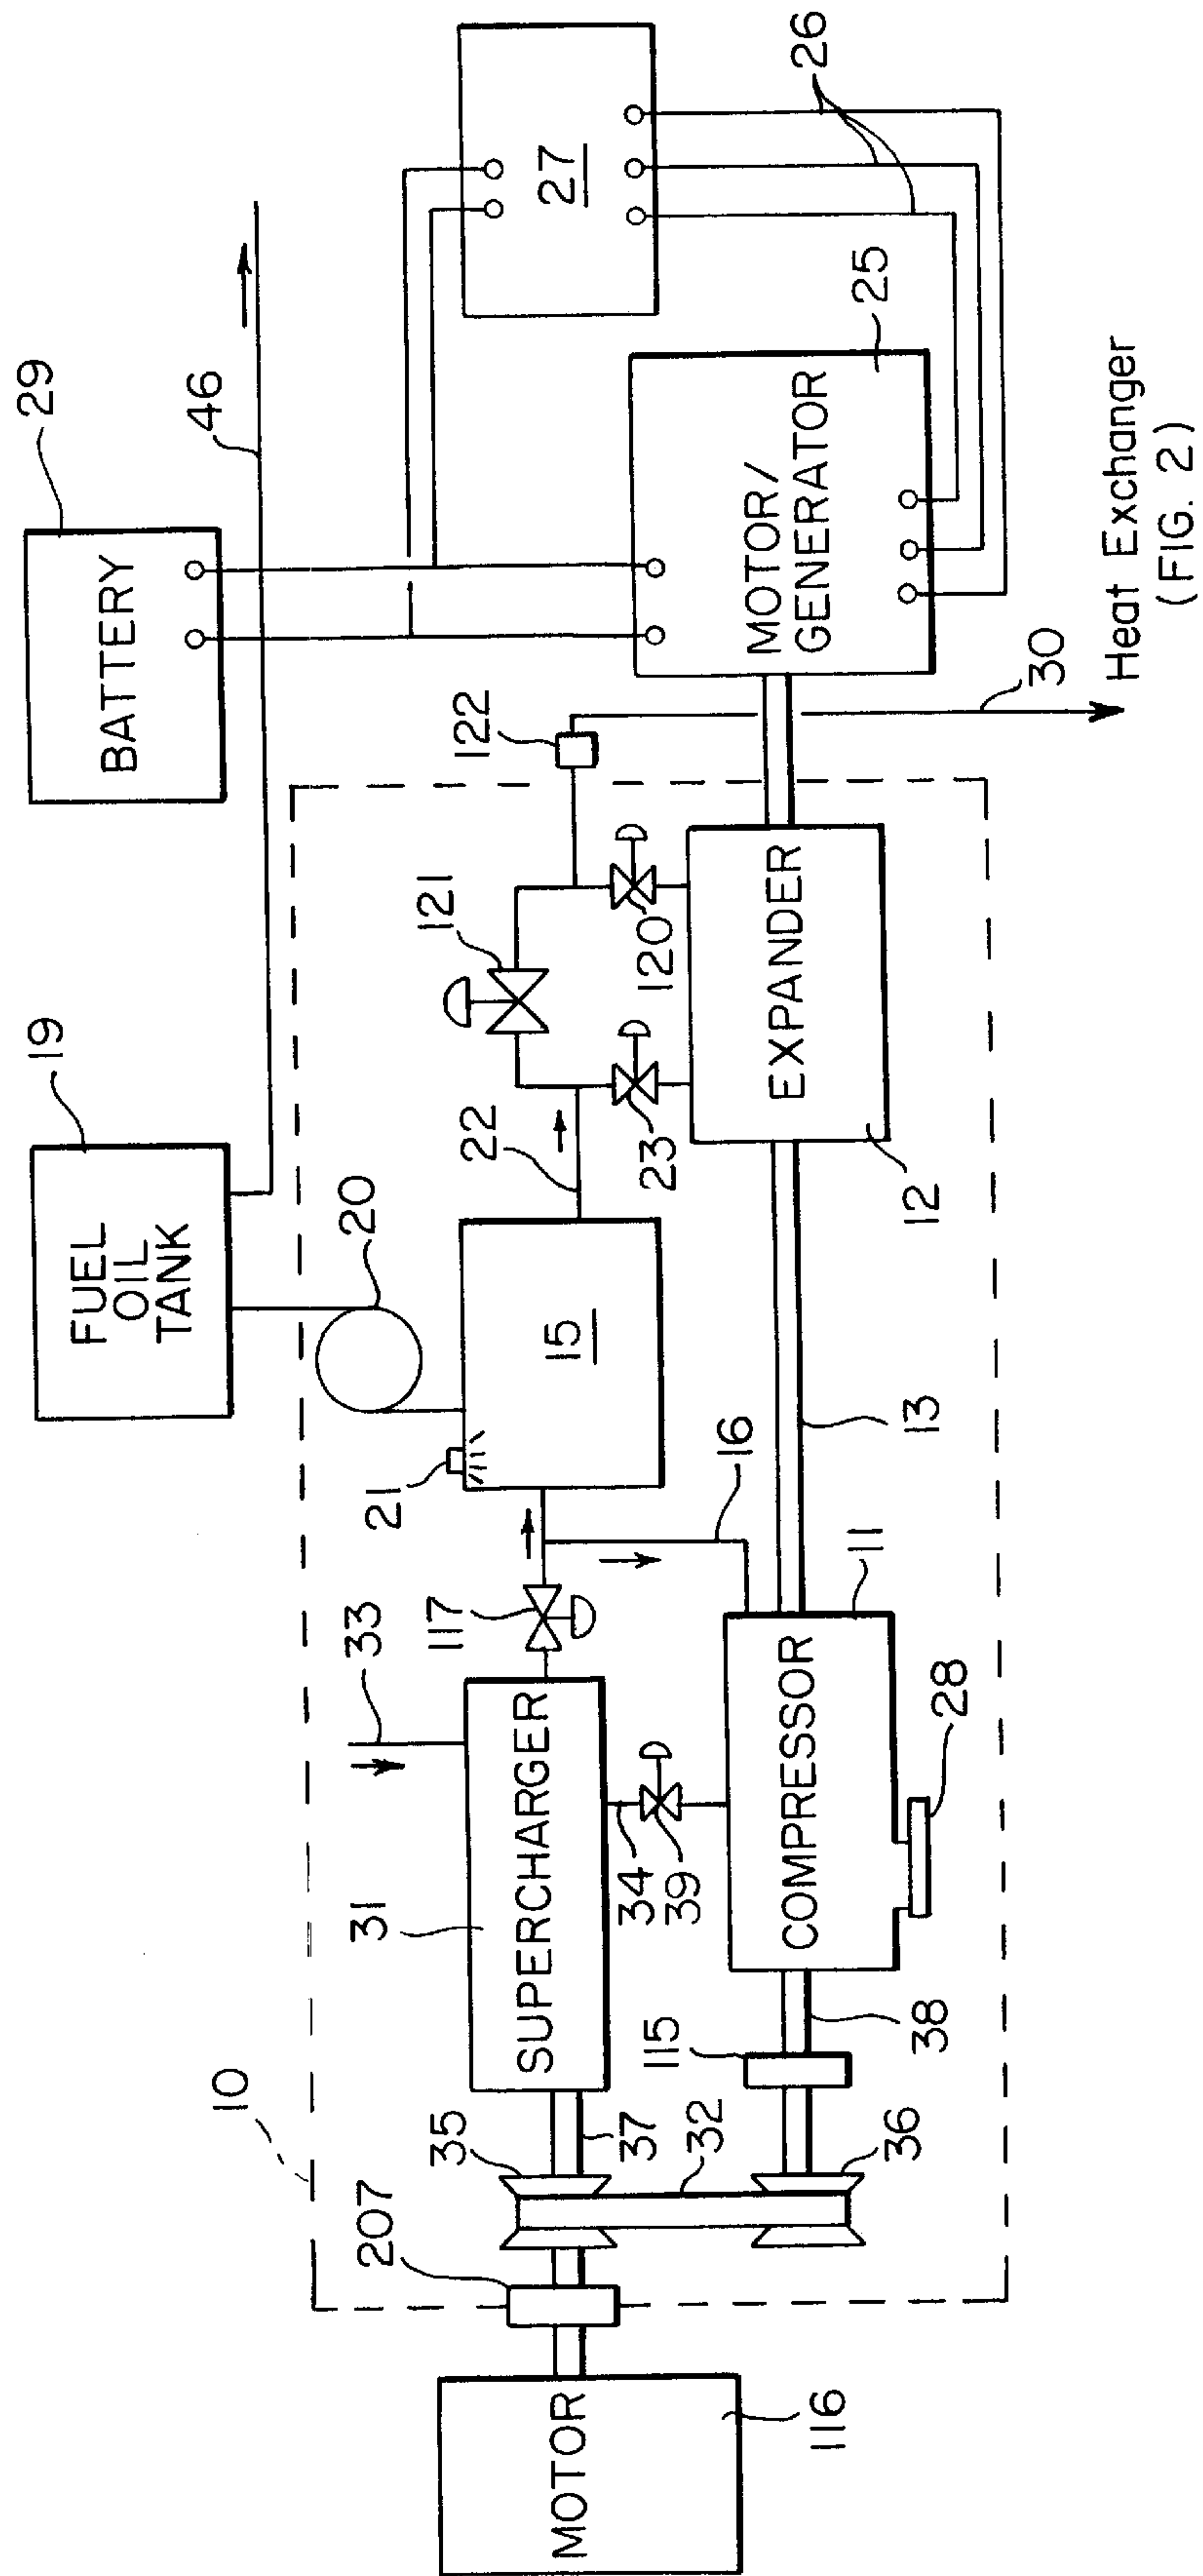 29
BATTERY
46
19
FUEL
OIL
TANK
27
26
25
MOTOR/
GENERATOR
Heat Exchanger
(FIG. 2)
30
122
121
120
22
23
EXPANDER
12
20
15
21
13
16
117
33
11
COMPRESSOR
28
34
39
31
SUPERCHARGER
10
35
37
32
115
38
36
207
MOTOR
116